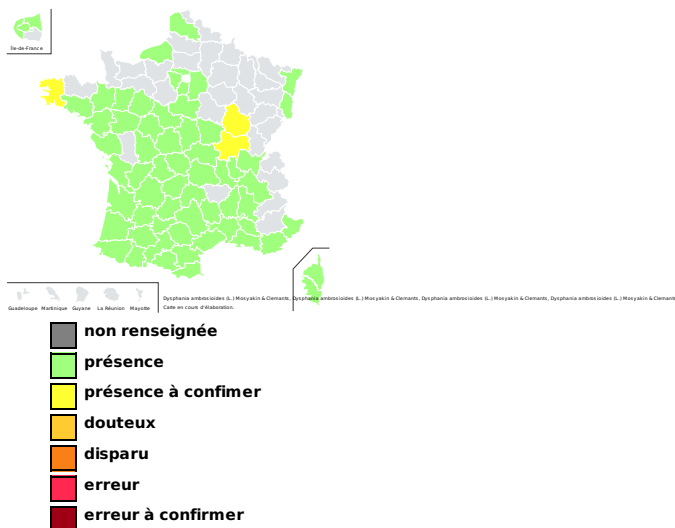 Île-de-France
Guadeloupe Martinique Guyane La Réunion Mayotte
Dysphania ambrosioides (L.) Mosyakin & Clemants, Dysphania ambrosioides (L.) Mosyakin & Clemants, Dysphania ambrosioides (L.) Mosyakin & Clemants, Dysphania ambrosioides (L.) Mosyakin & Clemants
Carte en cours d'élaboration.
non renseignée
présence
présence à confimer
douteux
disparu
erreur
erreur à confirmer